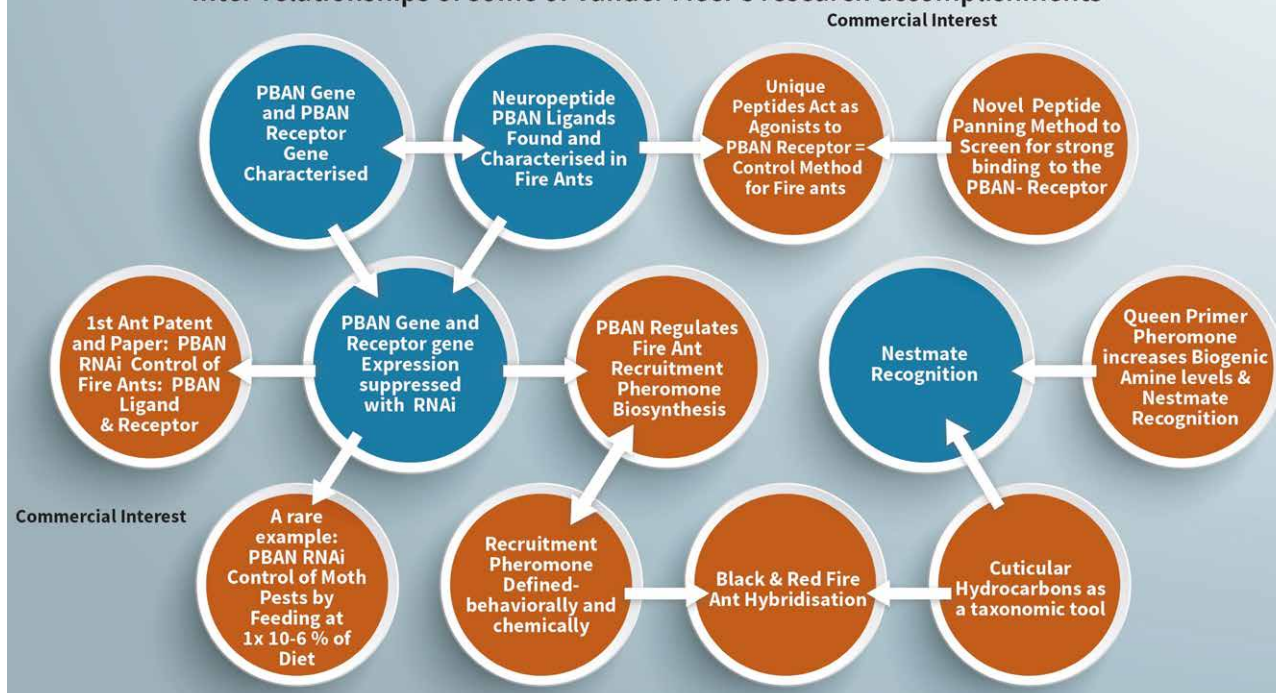 Commercial Interest
PBAN Gene
and PBAN
Receptor
Gene
Characterised
Neuropeptide
PBAN Ligands
Found and
Characterised in
Fire Ants
Unique
Peptides Act as
Agonists to
PBAN Receptor =
Control Method
for Fire ants
Novel Peptide
Panning Method to
Screen for strong
binding to the
PBAN- Receptor
1st Ant Patent
and Paper: PBAN
RNAi Control of
Fire Ants: PBAN
Ligand
& Receptor
PBAN Gene and
Receptor gene
Expression
suppressed
with RNAi
PBAN Regulates
Fire Ant
Recruitment
Pheromone
Biosynthesis
Nestmate
Recognition
Queen Primer
Pheromone
increases Biogenic
Amine levels &
Nestmate
Recognition
Commercial Interest
A rare
example:
PBAN RNAi
Control of Moth
Pests by
Feeding at
1x 10-6 % of
Diet
Recruitment
Pheromone
Defined-
behaviorally and
chemically
Black & Red Fire
Ant Hybridisation
Cuticular
Hydrocarbons as
a taxonomic tool